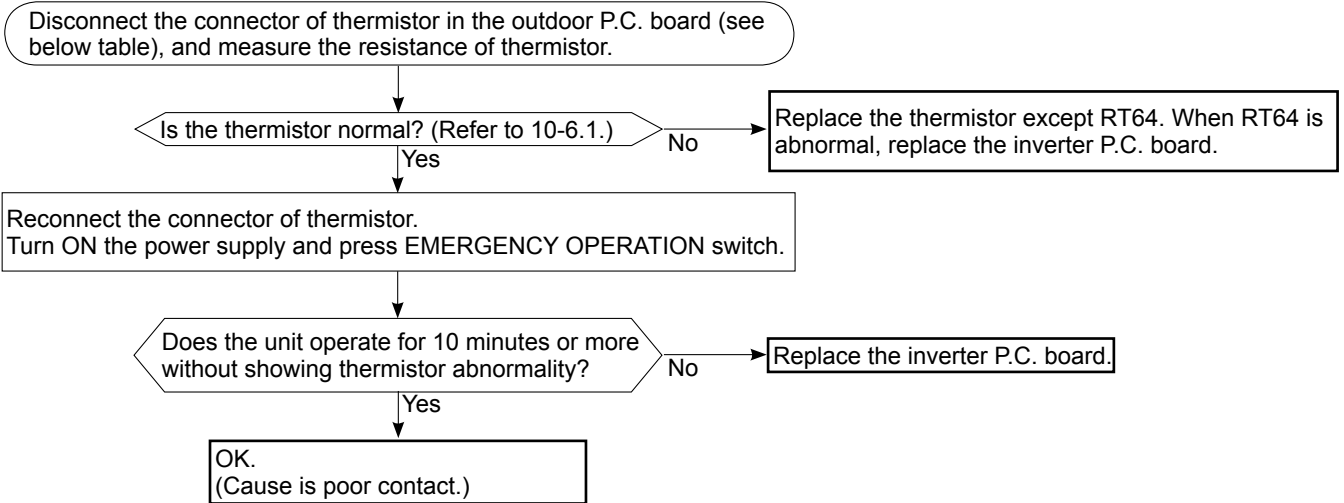 Disconnect the connector of thermistor in the outdoor P.C. board (see
below table), and measure the resistance of thermistor.
Is the thermistor normal? (Refer to 10-6.1.)
No
Replace the thermistor except RT64. When RT64 is
abnormal, replace the inverter P.C. board.
Yes
Reconnect the connector of thermistor.
Turn ON the power supply and press EMERGENCY OPERATION switch.
Does the unit operate for 10 minutes or more
without showing thermistor abnormality?
No
Replace the inverter P.C. board.
Yes
OK.
(Cause is poor contact.)